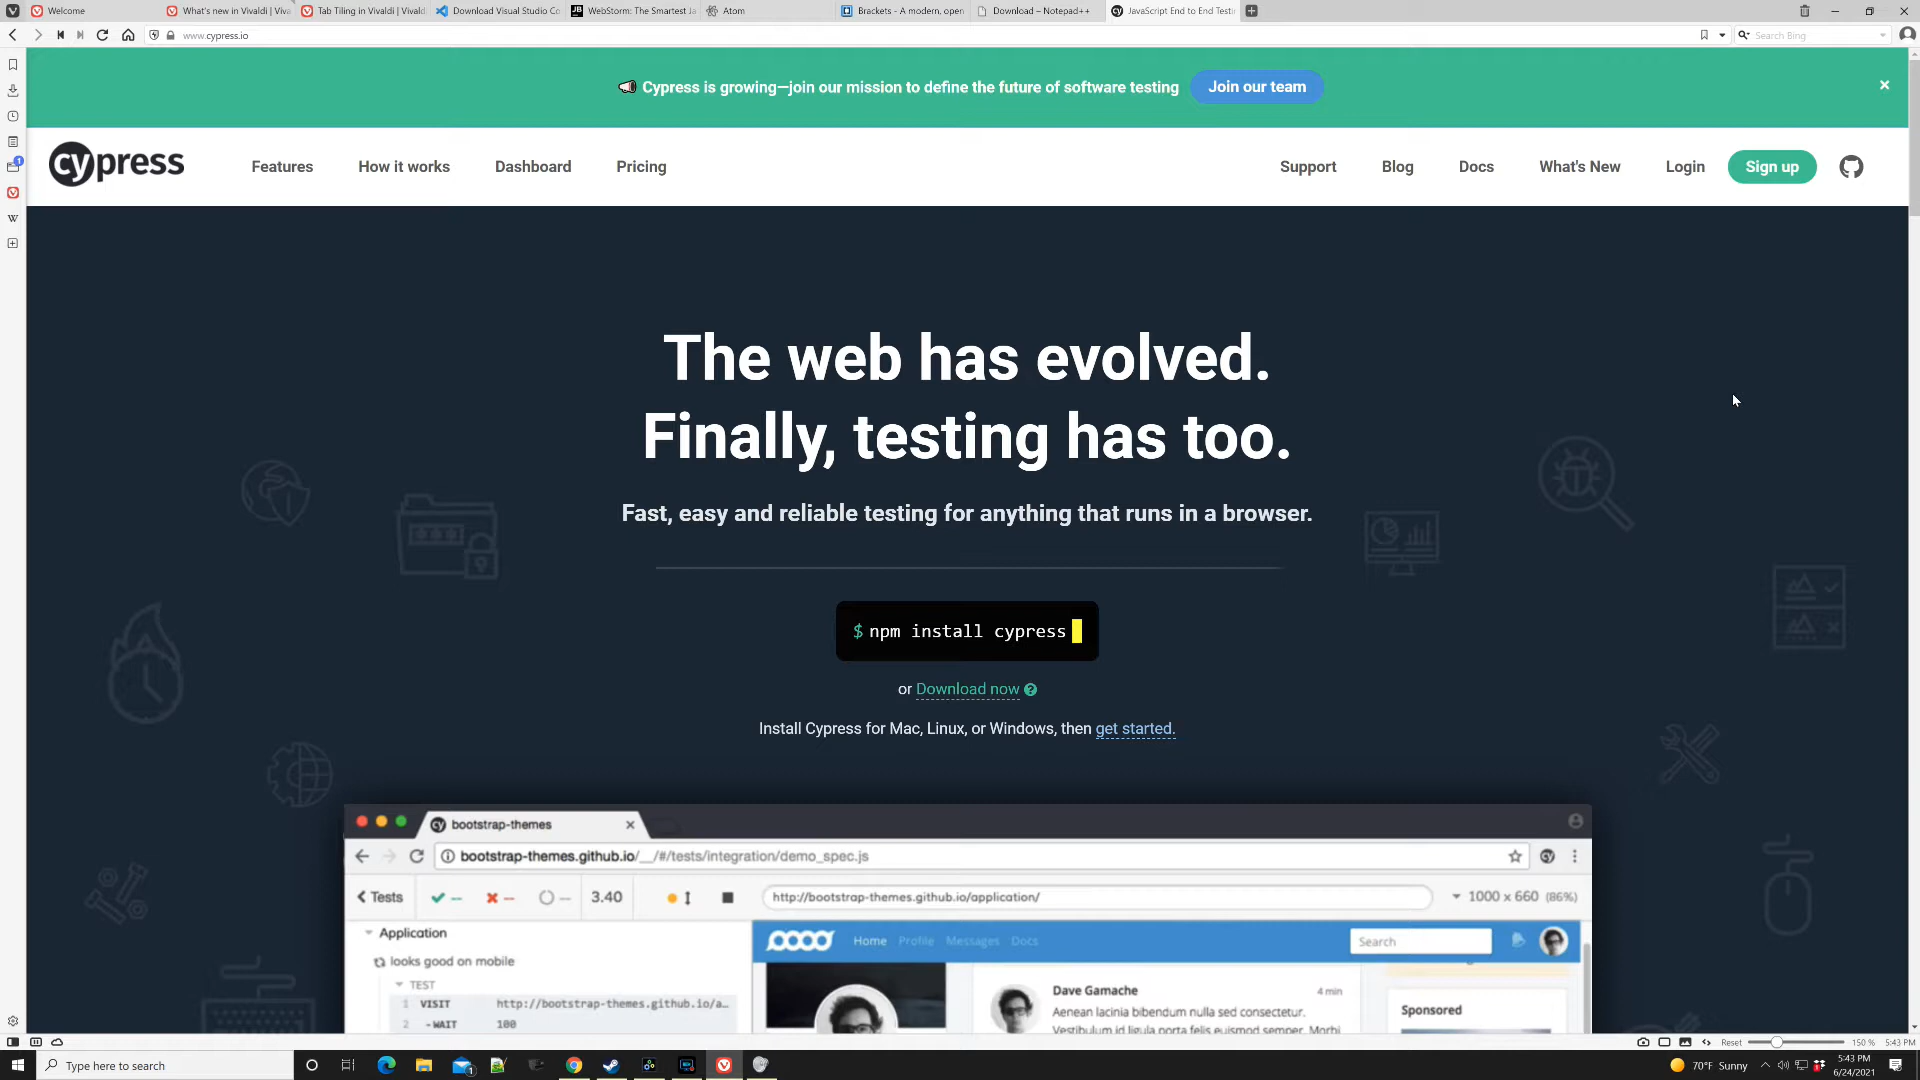 Welcome
What's new in Vivaldi | Viva
Tab Tiling in Vivaldi | Vivald
Download Visual Studio Co
WebStorm: The Smartest Ja
Atom
Brackets - A modern, open
Download – Notepad++
JavaScript End to End Testi
www.cypress.io
Search Bing
Cypress is growing—join our mission to define the future of software testing
Join our team
cypress
Features
How it works
Dashboard
Pricing
Support
Blog
Docs
What's New
Login
Sign up
The web has evolved.
Finally, testing has too.
Fast, easy and reliable testing for anything that runs in a browser.
$ npm install cypress
or Download now
Install Cypress for Mac, Linux, or Windows, then get started.
bootstrap-themes
bootstrap-themes.github.io/__/#/tests/integration/demo_spec.js
Tests
-- -- --
3.40
http://bootstrap-themes.github.io/application/
1000 x 660 (86%)
Application
looks good on mobile
TEST
1 VISIT http://bootstrap-themes.github.io/a...
2 -WAIT 100
Home
Profile
Messages
Docs
Search
Dave Gamache
4 min
Aenean lacinia bibendum nulla sed consectetur.
Vestibulum id ligula porta felis euismod semper. Morbi
Sponsored
Reset
150 %
5:43 PM
Type here to search
70°F Sunny
5:43 PM
6/24/2021